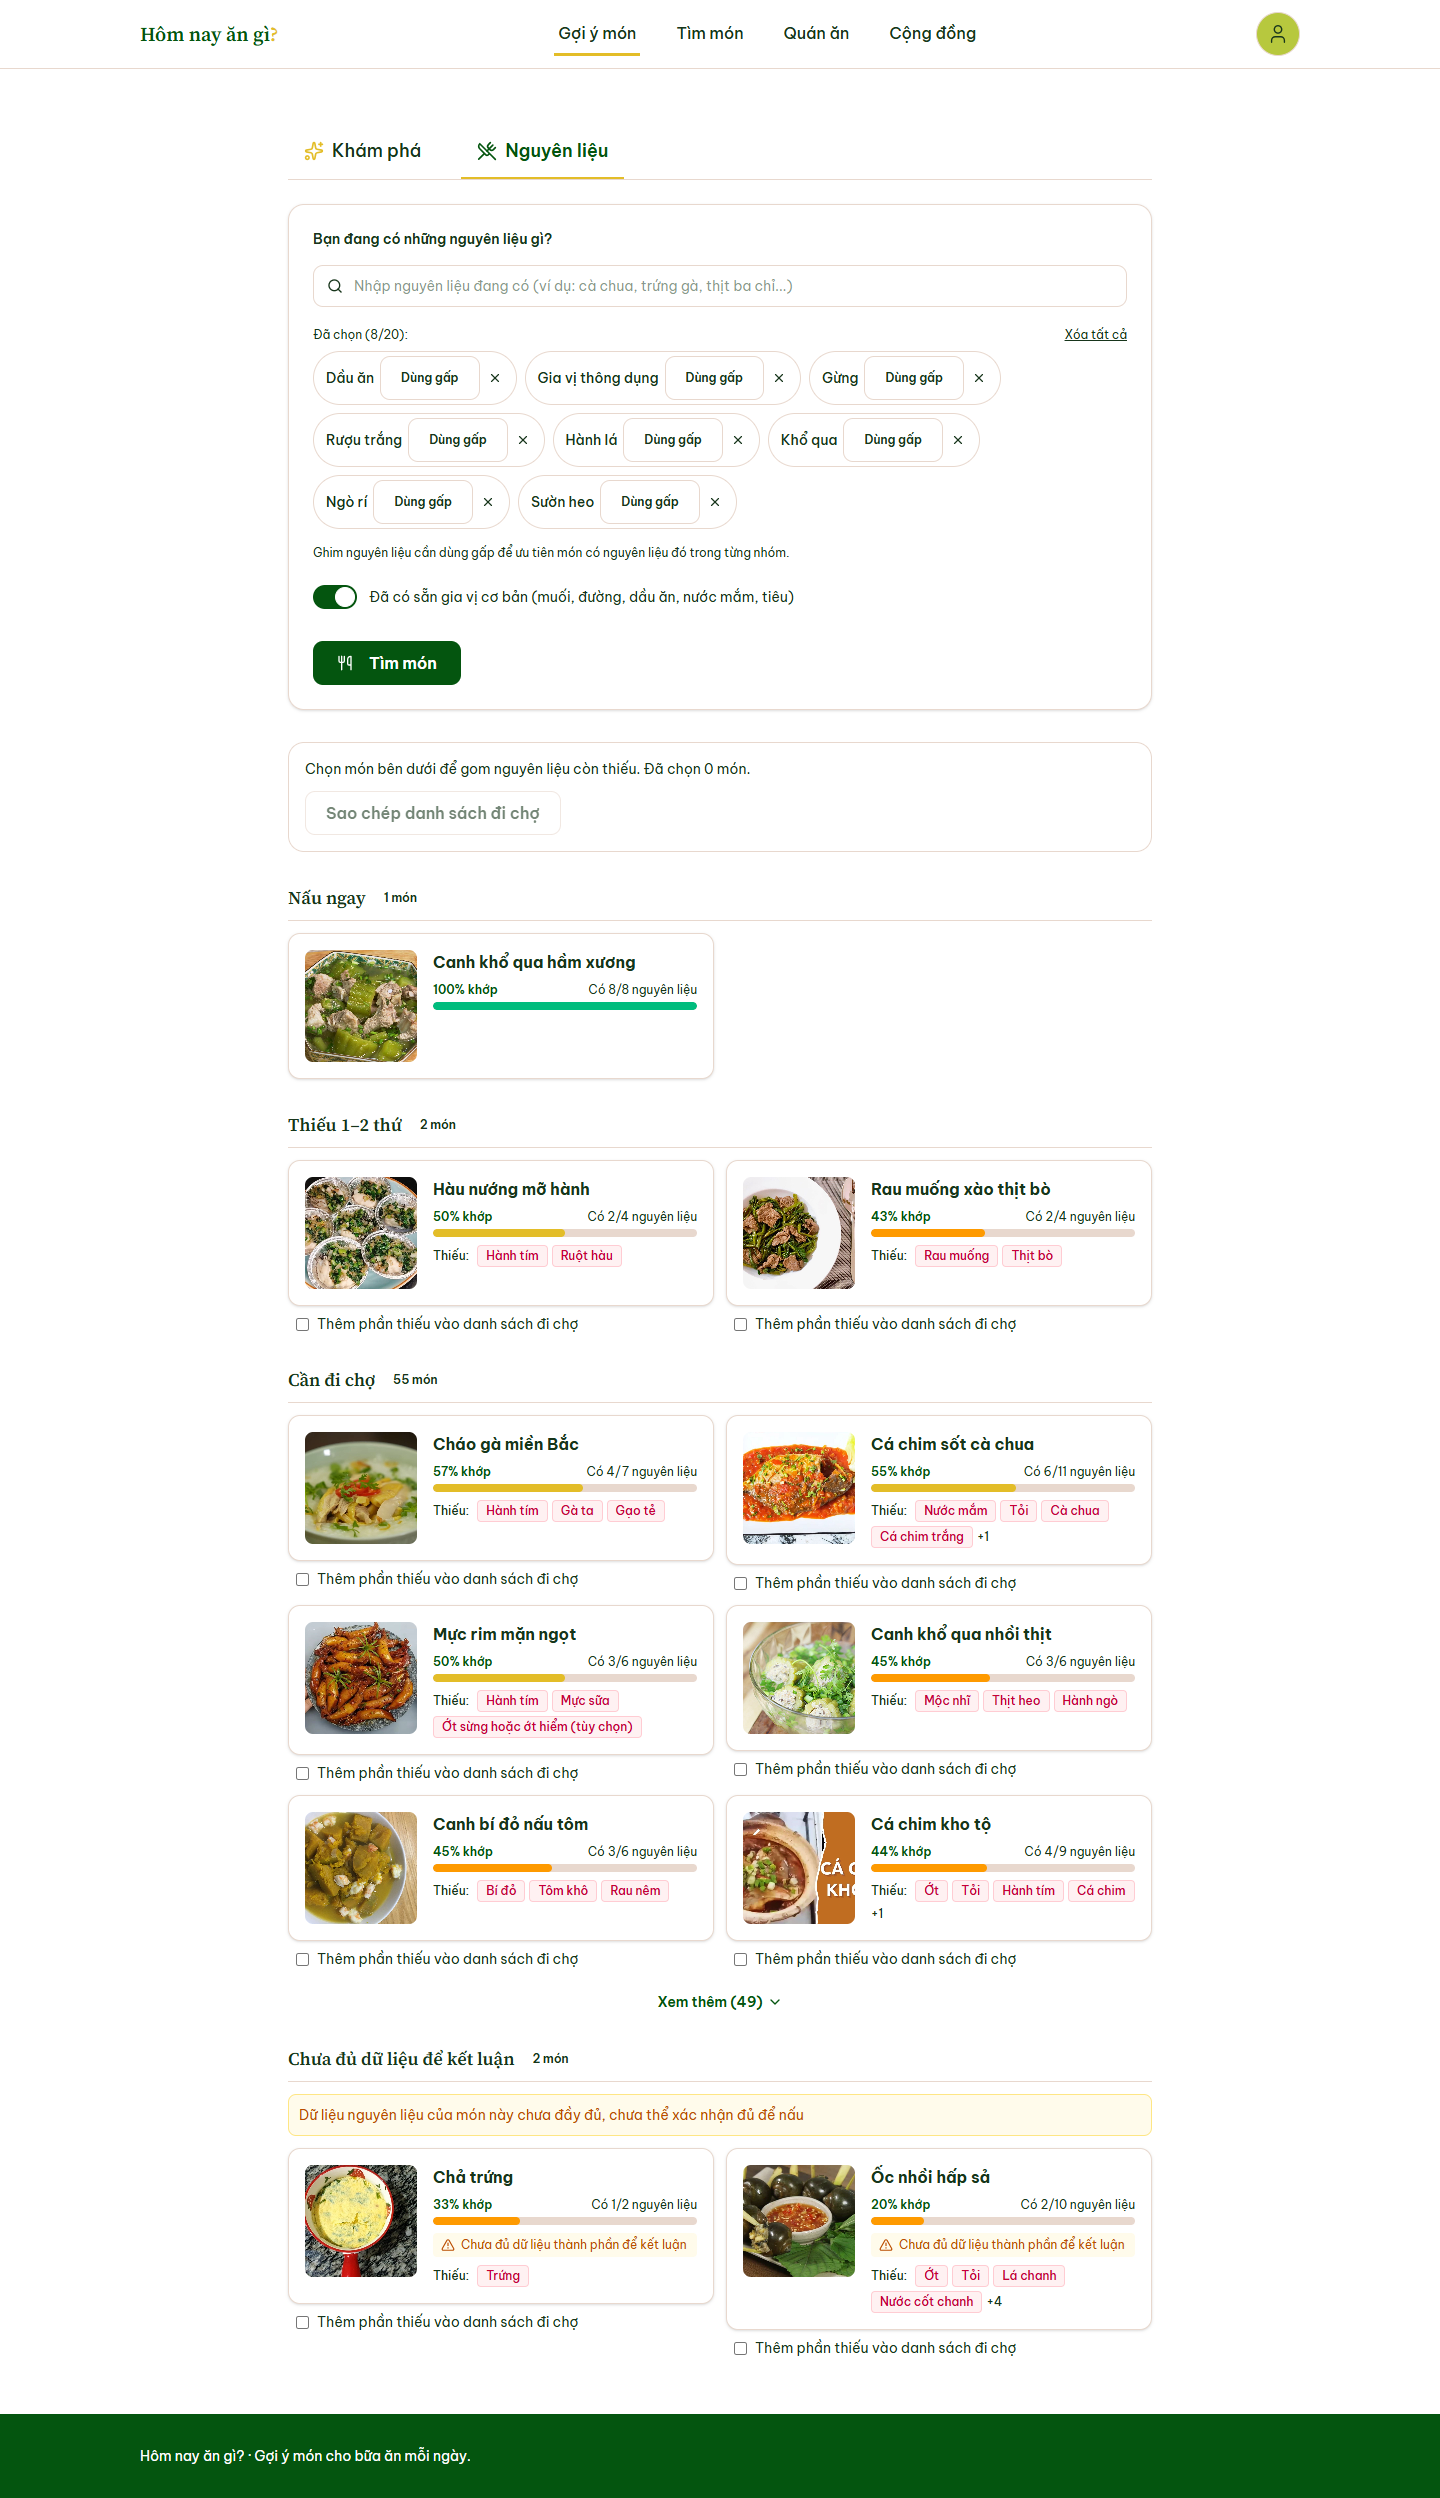 Hôm nay ăn gì?
Gợi ý món Tìm món Quán ăn Cộng đồng
Khám phá Nguyên liệu
Bạn đang có những nguyên liệu gì?
Nhập nguyên liệu đang có (ví dụ: cà chua, trứng gà, thịt ba chỉ...)
Đã chọn (8/20): Xóa tất cả
Dầu ăn Dùng gấp × Gia vị thông dụng Dùng gấp × Gừng Dùng gấp ×
Rượu trắng Dùng gấp × Hành lá Dùng gấp × Khổ qua Dùng gấp ×
Ngò rí Dùng gấp × Sườn heo Dùng gấp ×
Ghim nguyên liệu cần dùng gấp để ưu tiên món có nguyên liệu đó trong từng nhóm.
Đã có sẵn gia vị cơ bản (muối, đường, dầu ăn, nước mắm, tiêu)
Tìm món
Chọn món bên dưới để gom nguyên liệu còn thiếu. Đã chọn 0 món.
Sao chép danh sách đi chợ
Nấu ngay 1 món
Canh khổ qua hầm xương
100% khớp Có 8/8 nguyên liệu
Thiếu 1–2 thứ 2 món
Hàu nướng mỡ hành
50% khớp Có 2/4 nguyên liệu
Thiếu: Hành tím Ruột hàu
Thêm phần thiếu vào danh sách đi chợ
Rau muống xào thịt bò
43% khớp Có 2/4 nguyên liệu
Thiếu: Rau muống Thịt bò
Thêm phần thiếu vào danh sách đi chợ
Cần đi chợ 55 món
Cháo gà miền Bắc
57% khớp Có 4/7 nguyên liệu
Thiếu: Hành tím Gà ta Gạo tẻ
Thêm phần thiếu vào danh sách đi chợ
Cá chim sốt cà chua
55% khớp Có 6/11 nguyên liệu
Thiếu: Nước mắm Tỏi Cà chua
Cá chim trắng +1
Thêm phần thiếu vào danh sách đi chợ
Mực rim mặn ngọt
50% khớp Có 3/6 nguyên liệu
Thiếu: Hành tím Mực sữa
Ớt sừng hoặc ớt hiểm (tùy chọn)
Thêm phần thiếu vào danh sách đi chợ
Canh khổ qua nhồi thịt
45% khớp Có 3/6 nguyên liệu
Thiếu: Mộc nhĩ Thịt heo Hành ngò
Thêm phần thiếu vào danh sách đi chợ
Canh bí đỏ nấu tôm
45% khớp Có 3/6 nguyên liệu
Thiếu: Bí đỏ Tôm khô Rau nêm
Thêm phần thiếu vào danh sách đi chợ
CÁ C
KHO
Cá chim kho tộ
44% khớp Có 4/9 nguyên liệu
Thiếu: Ớt Tỏi Hành tím Cá chim
+1
Thêm phần thiếu vào danh sách đi chợ
Xem thêm (49)
Chưa đủ dữ liệu để kết luận 2 món
Dữ liệu nguyên liệu của món này chưa đầy đủ, chưa thể xác nhận đủ để nấu
Chả trứng
33% khớp Có 1/2 nguyên liệu
Chưa đủ dữ liệu thành phần để kết luận
Thiếu: Trứng
Thêm phần thiếu vào danh sách đi chợ
Ốc nhồi hấp sả
20% khớp Có 2/10 nguyên liệu
Chưa đủ dữ liệu thành phần để kết luận
Thiếu: Ớt Tỏi Lá chanh
Nước cốt chanh +4
Thêm phần thiếu vào danh sách đi chợ
Hôm nay ăn gì? · Gợi ý món cho bữa ăn mỗi ngày.